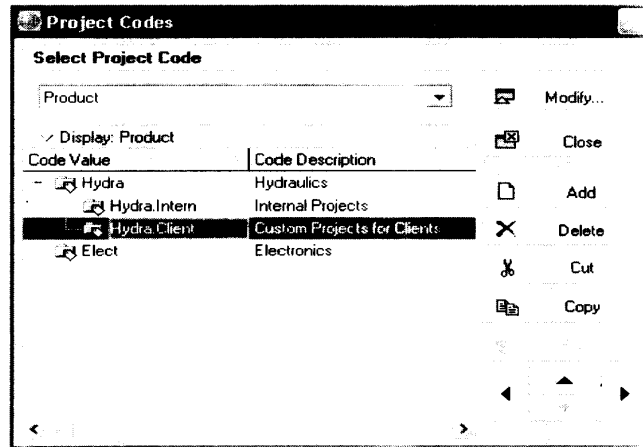 Project Codes
Select Project Code
Product
Modify...
Display: Product
Close
Code Value Code Description
Hydra Hydraulics
Add
Hydra.Intern Internal Projects
Hydra.Client Custom Projects for Clients
Delete
Elect Electronics
Cut
Copy